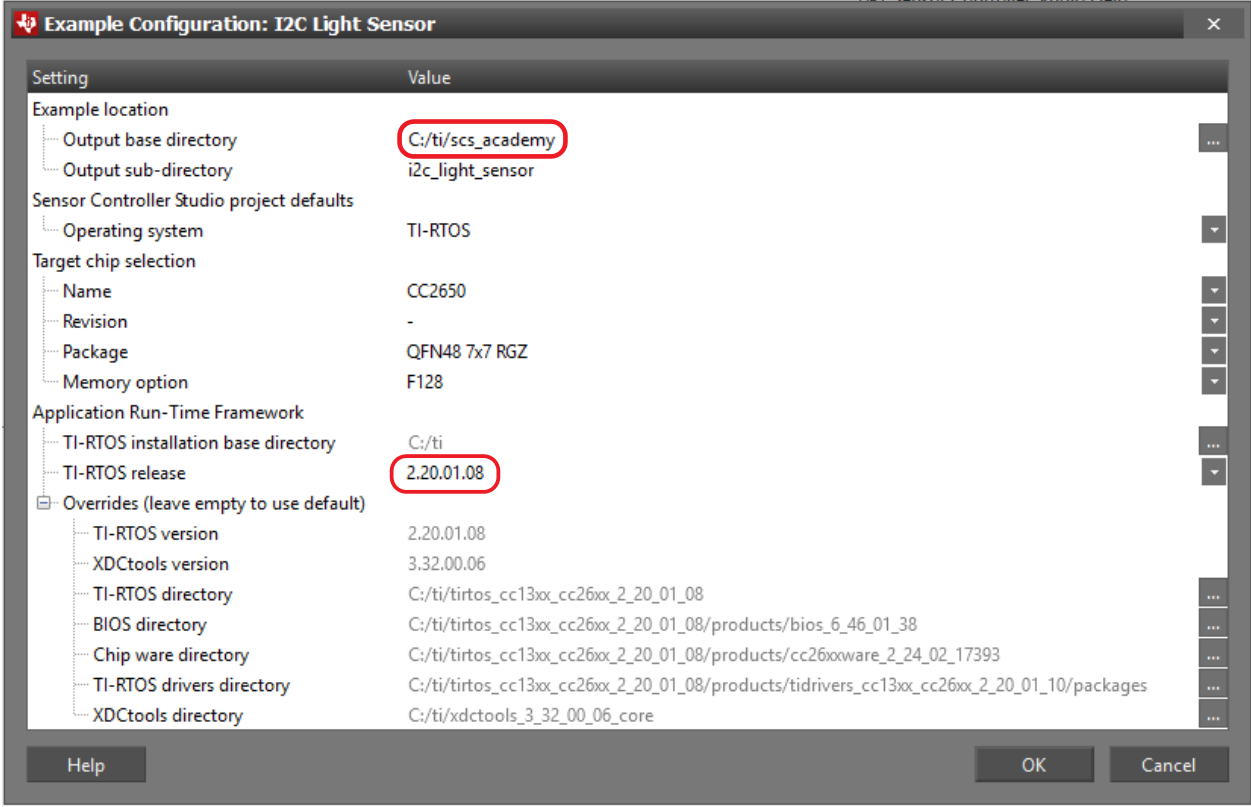 Example Configuration: I2C Light Sensor
Setting Value
Example location
Output base directory C:/ti/scs_academy ...
Output sub-directory i2c_light_sensor
Sensor Controller Studio project defaults
Operating system TI-RTOS
Target chip selection
Name CC2650
Revision -
Package QFN48 7x7 RGZ
Memory option F128
Application Run-Time Framework
TI-RTOS installation base directory C:/ti ...
TI-RTOS release 2.20.01.08
Overrides (leave empty to use default)
TI-RTOS version 2.20.01.08
XDCtools version 3.32.00.06
TI-RTOS directory C:/ti/tirtos_cc13xx_cc26xx_2_20_01_08 ...
BIOS directory C:/ti/tirtos_cc13xx_cc26xx_2_20_01_08/products/bios_6_46_01_38 ...
Chip ware directory C:/ti/tirtos_cc13xx_cc26xx_2_20_01_08/products/cc26xxware_2_24_02_17393 ...
TI-RTOS drivers directory C:/ti/tirtos_cc13xx_cc26xx_2_20_01_08/products/tidrivers_cc13xx_cc26xx_2_20_01_10/packages ...
XDCtools directory C:/ti/xdctools_3_32_00_06_core ...
Help OK Cancel